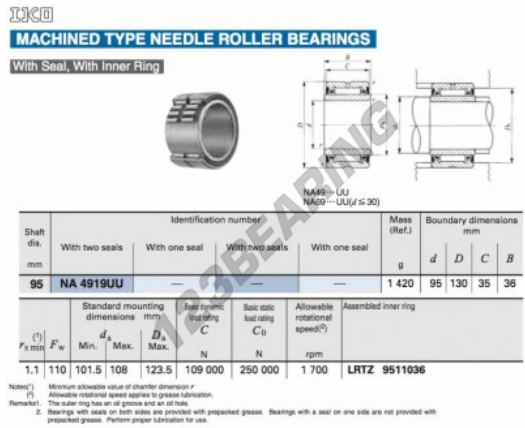 IKO
MACHINED TYPE NEEDLE ROLLER BEARINGS
With Seal, With Inner Ring
B
C
r
D
d
NA49···UU
NA69···UU(d≦30)
123BEARING
Shaft dia. mm
Identification number
With two seals With one seal With two seals With one seal
Mass (Ref.) g
Boundary dimensions mm
d D C B
95 NA 4919UU — — — 1 420 95 130 35 36
Standard mounting dimensions mm
Basic dynamic load rating C N
Basic static load rating C0 N
Allowable rotational speed(2) rpm
Assembled inner ring
(1) rs min Fw da Min. Max. Da Max.
1.1 110 101.5 108 123.5 109 000 250 000 1 700 LRTZ 9511036
Notes(1) Minimum allowable value of chamfer dimension r
(2) Allowable rotational speed applies to grease lubrication.
Remarks1. The outer ring has an oil groove and an oil hole.
2. Bearings with seals on both sides are provided with prepacked grease. Bearings with a seal on one side are not provided with
prepacked grease. Perform proper lubrication for use.